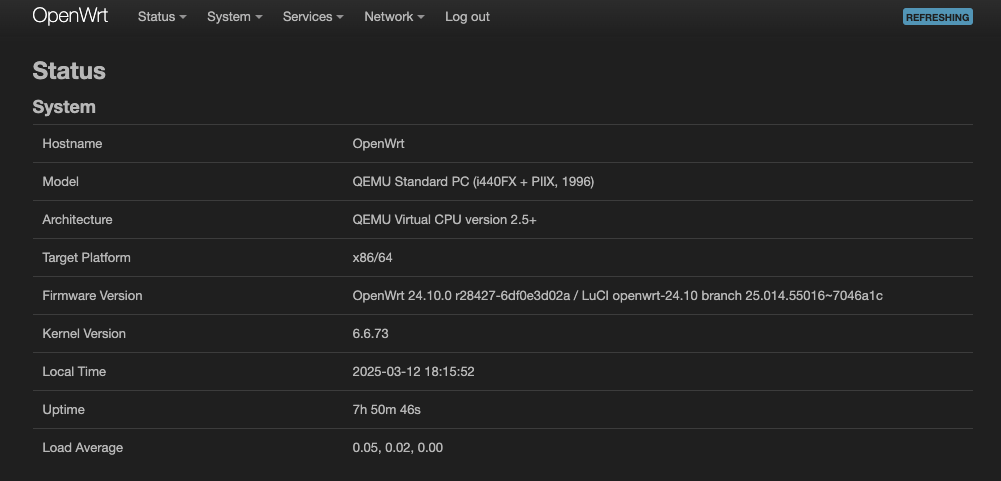 OpenWrt Status System Services Network Log out REFRESHING
Status
System
Hostname OpenWrt
Model QEMU Standard PC (i440FX + PIIX, 1996)
Architecture QEMU Virtual CPU version 2.5+
Target Platform x86/64
Firmware Version OpenWrt 24.10.0 r28427-6df0e3d02a / LuCI openwrt-24.10 branch 25.014.55016~7046a1c
Kernel Version 6.6.73
Local Time 2025-03-12 18:15:52
Uptime 7h 50m 46s
Load Average 0.05, 0.02, 0.00